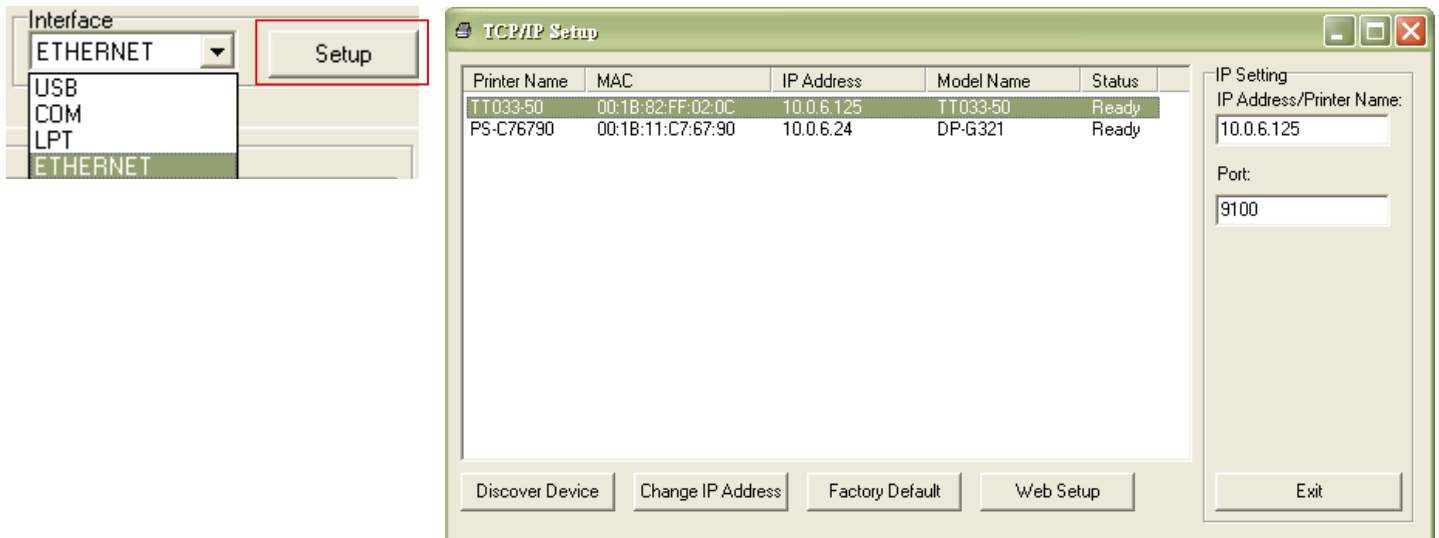 Interface
ETHERNET Setup
USB
COM
LPT
ETHERNET
TCP/IP Setup
Printer Name MAC IP Address Model Name Status
TT033-50 00:1B:82:FF:02:0C 10.0.6.125 TT033-50 Ready
PS-C76790 00:1B:11:C7:67:90 10.0.6.24 DP-G321 Ready
IP Setting
IP Address/Printer Name:
10.0.6.125
Port:
9100
Discover Device Change IP Address Factory Default Web Setup Exit